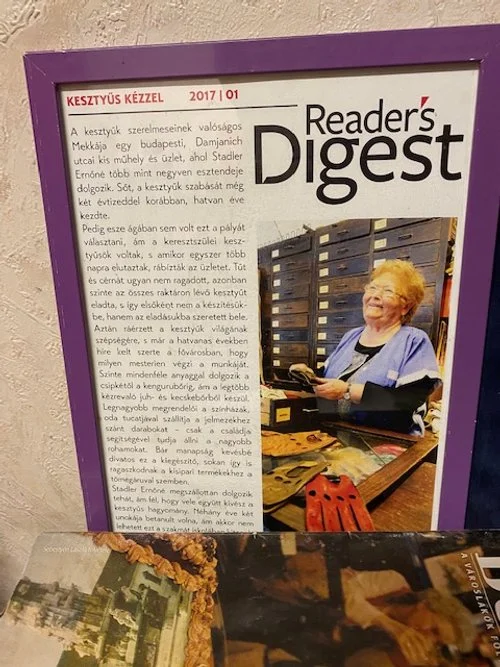 KESZTYŰS KÉZZEL 2017 | 01
Reader's
Digest
A kesztyűk szerelmeseinek valóságos
Mekkája egy budapesti, Damjanich
utcai kis műhely és üzlet, ahol Stadler
Ernőné több mint negyven esztendeje
dolgozik. Sőt, a kesztyűk szabását még
két évtizeddel korábban, hatvan éve
kezdte.
Pedig esze ágában sem volt ezt a pályát
választani, ám a keresztszülei kesz-
tyűsök voltak, s amikor egyszer több
napra elutaztak, rábízták az üzletet. Tűt
és cérnát ugyan nem ragadott, azonban
szinte az összes raktáron lévő kesztyűt
eladta, s így elsőként nem a készítésük-
be, hanem az eladásukba szeretett bele.
Aztán ráérzett a kesztyűk világának
szépségére, s már a hatvanas években
híre kelt szerte a fővárosban, hogy
milyen mesterien végzi a munkáját.
Szinte mindenféle anyaggal dolgozik a
csipkétől a kengurubőrig, ám a legtöbb
kézrevaló juh- és kecskebőrből készül.
Legnagyobb megrendelői a színházak,
oda tucatjával szállítja a jelmezekhez
szánt darabokat – csak a családja
segítségével tudja állni a nagyobb
rohamokat. Bár manapság kevésbé
divatos ez a kiegészítő, sokan így is
ragaszkodnak a kisipari termékekhez a
tömegáruval szemben.
Stadler Ernőné megszállottan dolgozik,
tehát, ám fél, hogy vele együtt kivész a
kesztyűs hagyomány. Néhány éve két
unokája betanult volna, ám akkor nem
lehetett ezt a szakmát iskolában
A VÁROSLAKÓK